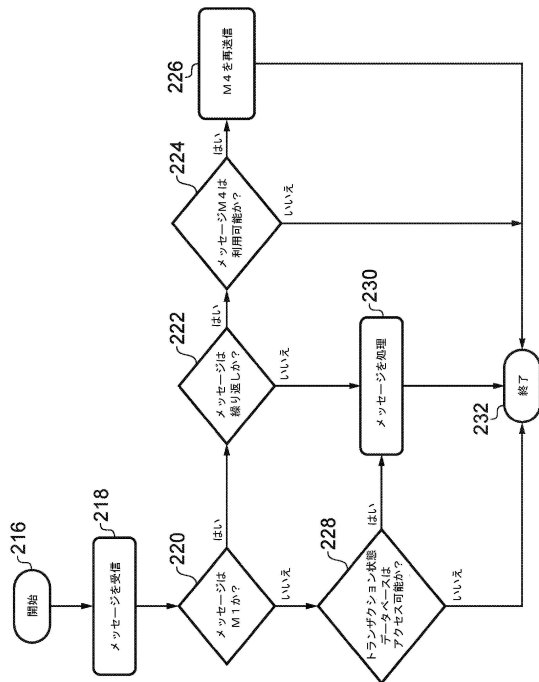 216
開始
218
メッセージを受信
220
メッセージは
M1か?
はい
いいえ
222
メッセージは
繰り返しか?
はい
いいえ
224
メッセージM4は
利用可能か?
はい
いいえ
226
M4を再送信
228
トランザクション状態
データベースは
アクセス可能か?
はい
いいえ
230
メッセージを処理
232
終了